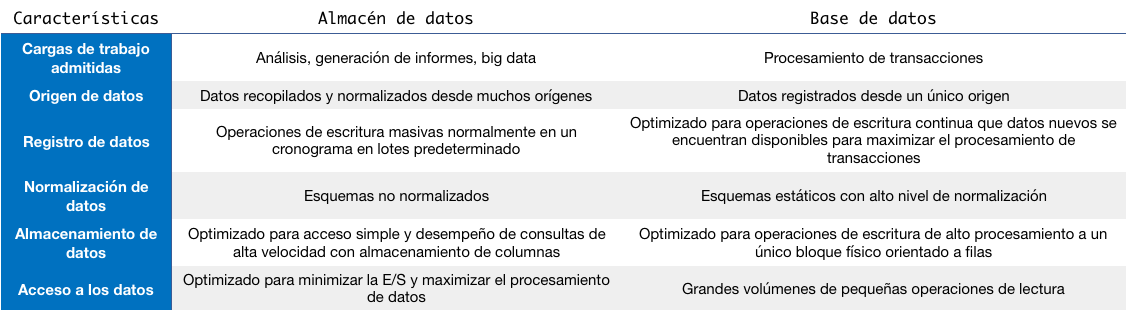 Características Almacén de datos Base de datos
Cargas de trabajo
admitidas
Análisis, generación de informes, big data
Procesamiento de transacciones
Origen de datos
Datos recopilados y normalizados desde muchos orígenes
Datos registrados desde un único origen
Registro de datos
Operaciones de escritura masivas normalmente en un
cronograma en lotes predeterminado
Optimizado para operaciones de escritura continua que datos nuevos se
encuentran disponibles para maximizar el procesamiento de
transacciones
Normalización de
datos
Esquemas no normalizados
Esquemas estáticos con alto nivel de normalización
Almacenamiento de
datos
Optimizado para acceso simple y desempeño de consultas de
alta velocidad con almacenamiento de columnas
Optimizado para operaciones de escritura de alto procesamiento a un
único bloque físico orientado a filas
Acceso a los datos
Optimizado para minimizar la E/S y maximizar el procesamiento
de datos
Grandes volúmenes de pequeñas operaciones de lectura